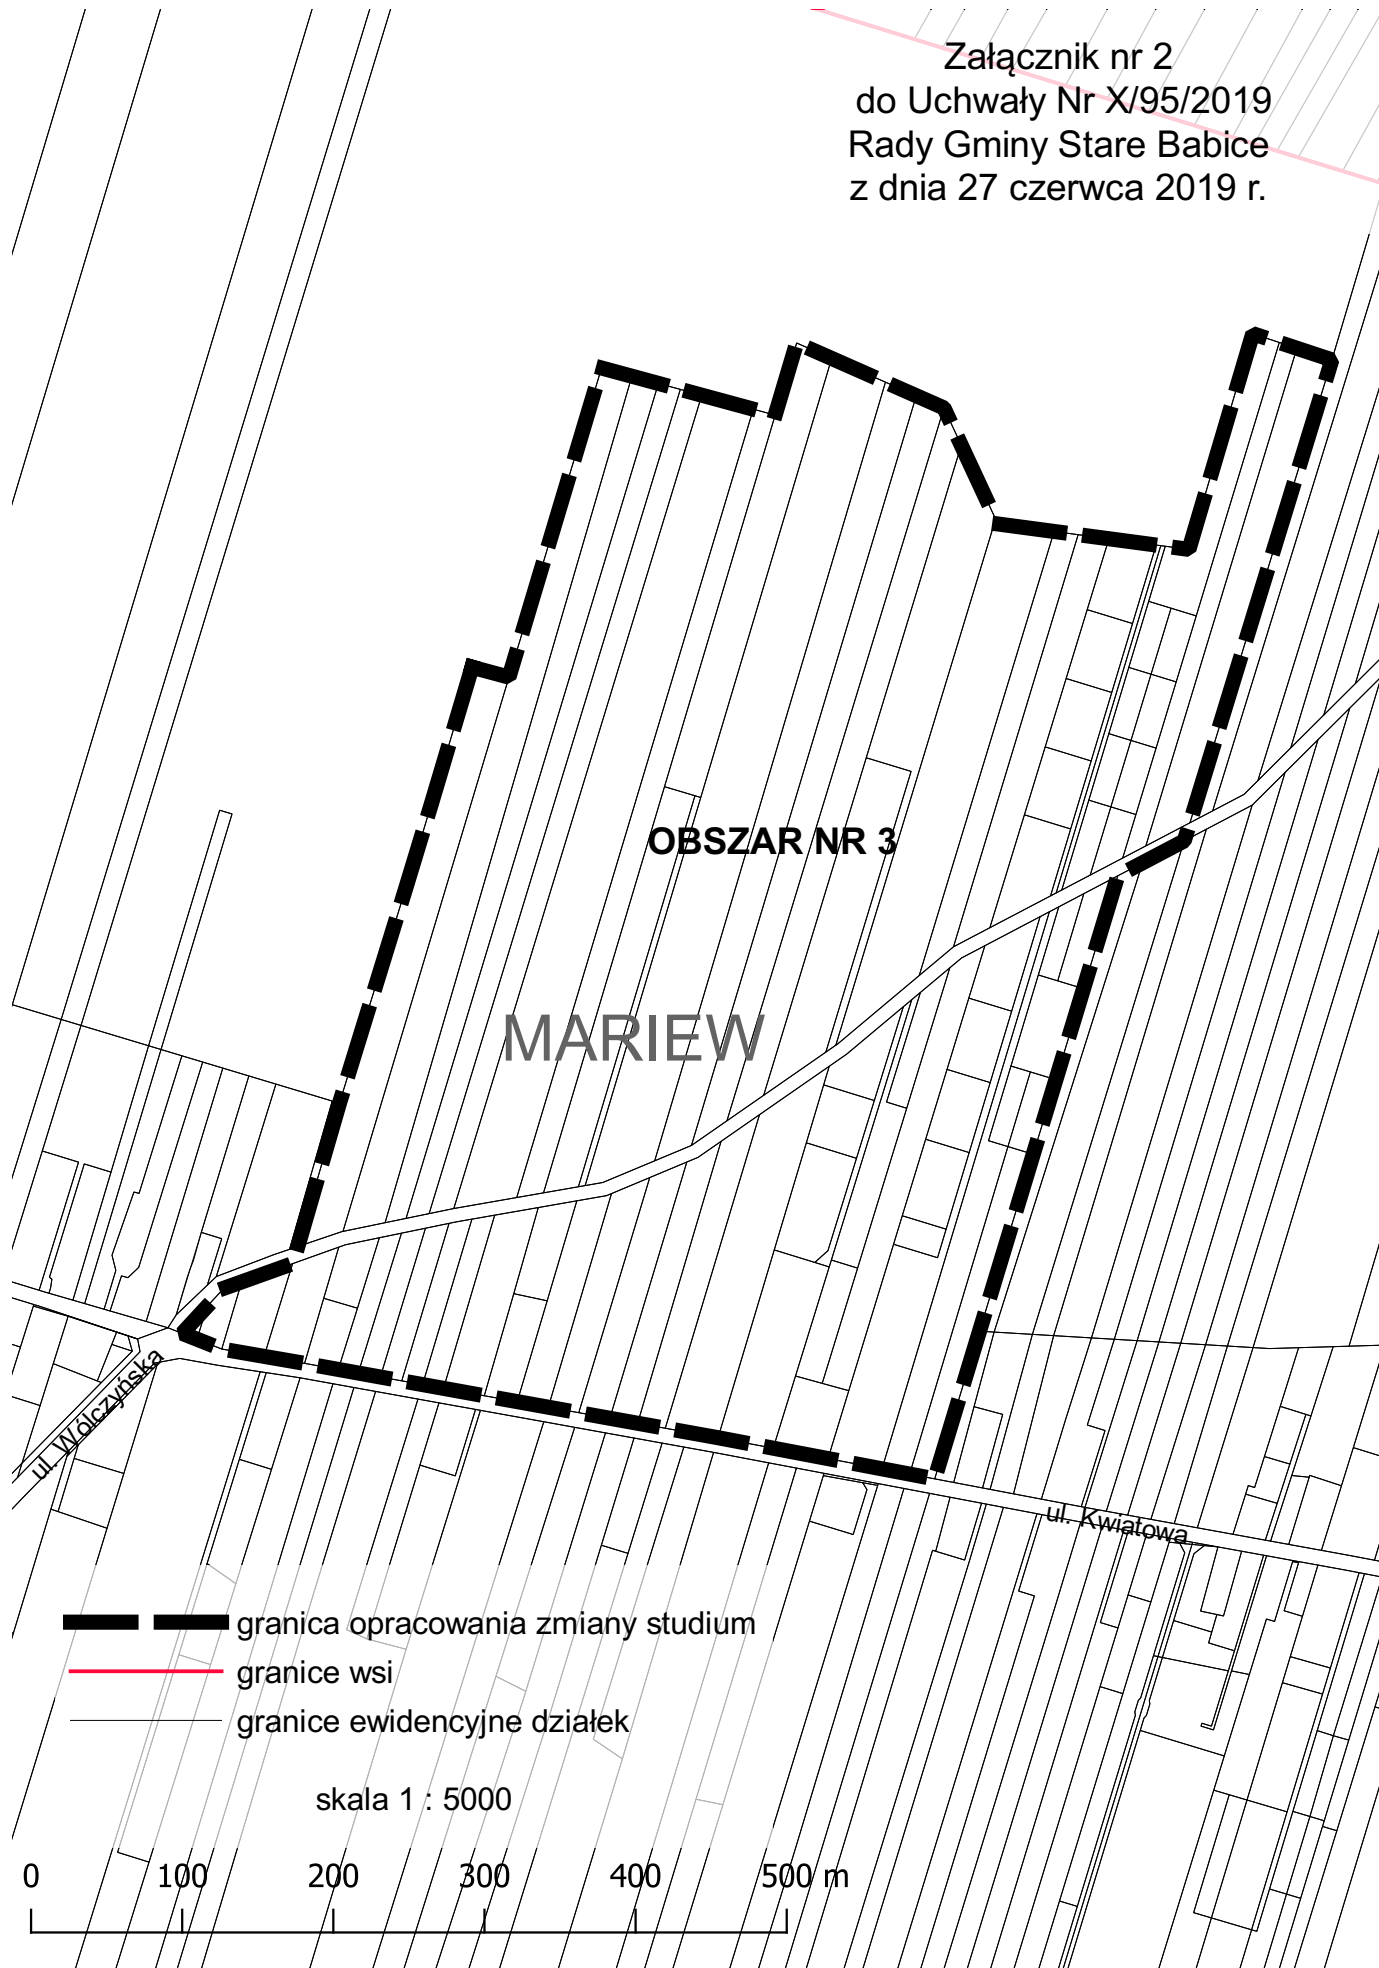 Załącznik nr 2
do Uchwały Nr X/95/2019
Rady Gminy Stare Babice
z dnia 27 czerwca 2019 r.
OBSZAR NR 3
MARIEW
ul. Wólczyńska
ul. Kwiatowa
granica opracowania zmiany studium
granice wsi
granice ewidencyjne działek
skala 1 : 5000
0 100 200 300 400 500 m